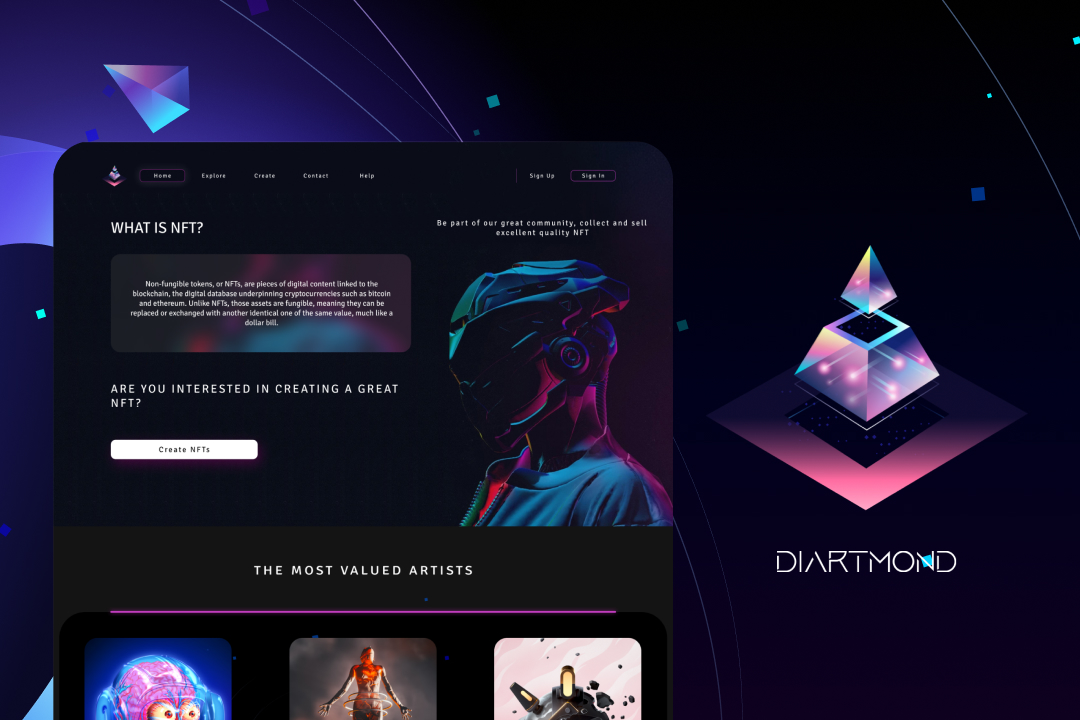 Home Explore Create Contact Help Sign Up Sign In
WHAT IS NFT?
Be part of our great community, collect and sell
excellent quality NFT
Non-fungible tokens, or NFTs, are pieces of digital content linked to the
blockchain, the digital database underpinning cryptocurrencies such as bitcoin
and ethereum. Unlike NFTs, those assets are fungible, meaning they can be
replaced or exchanged with another identical one of the same value, much like a
dollar bill.
ARE YOU INTERESTED IN CREATING A GREAT
NFT?
Create NFTs
THE MOST VALUED ARTISTS
DIARTMOND